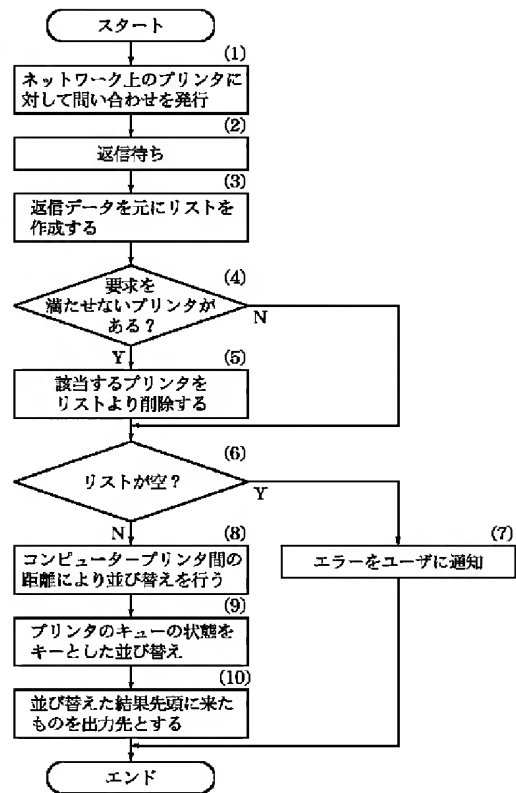 スタート
(1)
ネットワーク上のプリンタに
対して問い合わせを発行
(2)
返信待ち
(3)
返信データを元にリストを
作成する
(4)
要求を
満たせないプリンタが
ある？
N
Y
(5)
該当するプリンタを
リストより削除する
(6)
リストが空？
Y
N
(7)
エラーをユーザに通知
(8)
コンピュータープリンタ間の
距離により並び替えを行う
(9)
プリンタのキューの状態を
キーとした並び替え
(10)
並び替えた結果先頭に来た
ものを出力先とする
エンド